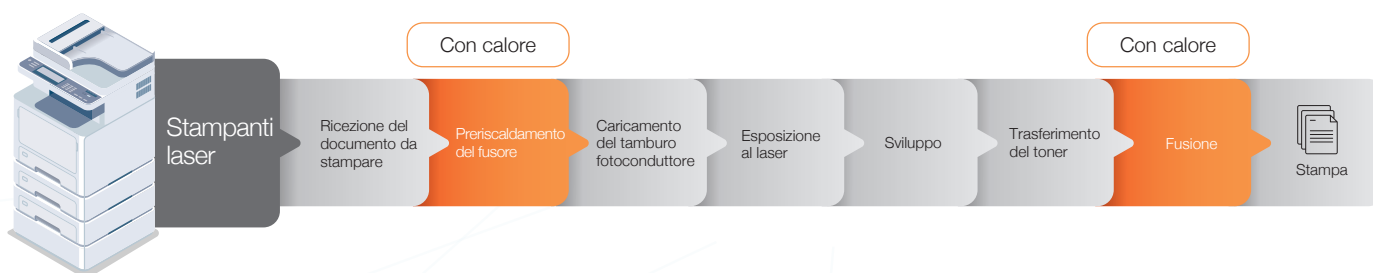 Con calore
Con calore
Stampanti
laser
Ricezione del
documento da
stampare
Preriscaldamento
del fusore
Caricamento
del tamburo
fotoconduttore
Esposizione
al laser
Sviluppo
Trasferimento
del toner
Fusione
Stampa